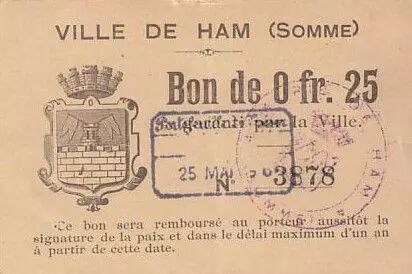 VILLE DE HAM (SOMME)
Bon de 0 fr. 25
garanti par la Ville.
25 MAI
N° 3878
DE HAM
Ce bon sera remboursé au porteur aussitôt la
signature de la paix et dans le délai maximum d'un an
à partir de cette date.